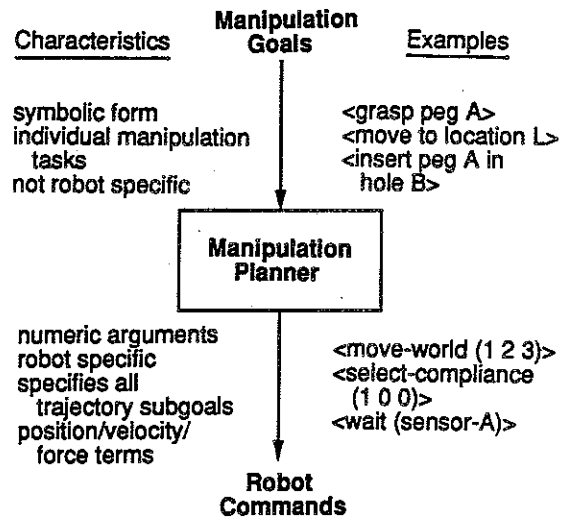 Manipulation
Goals
Characteristics
Examples
symbolic form
individual manipulation
tasks
not robot specific
<grasp peg A>
<move to location L>
<insert peg A in
hole B>
Manipulation
Planner
numeric arguments
robot specific
specifies all
trajectory subgoals
position/velocity/
force terms
<move-world (1 2 3)>
<select-compliance
(1 0 0)>
<wait (sensor-A)>
Robot
Commands